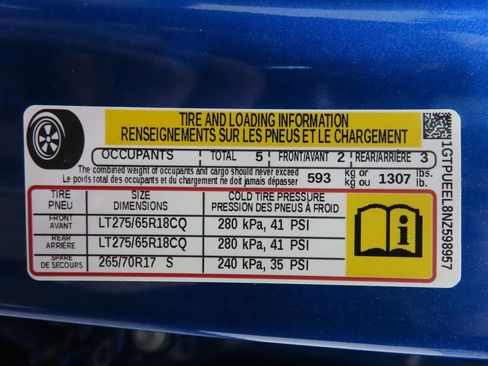 TIRE AND LOADING INFORMATION
RENSEIGNEMENTS SUR LES PNEUS ET LE CHARGEMENT
OCCUPANTS TOTAL 5 FRONT/AVANT 2 REAR/ARRIÈRE 3
The combined weight of occupants and cargo should never exceed
Le poids total des occupants et du chargement ne doit jamais dépasser 593 kg or kg ou 1307 lbs. lb.
TIRE PNEU SIZE DIMENSIONS COLD TIRE PRESSURE PRESSION DES PNEUS À FROID
FRONT AVANT LT275/65R18CQ 280 kPa, 41 PSI
REAR ARRIÈRE LT275/65R18CQ 280 kPa, 41 PSI
SPARE DE SECOURS 265/70R17 S 240 kPa, 35 PSI
1GTPUEEL8NZ598957